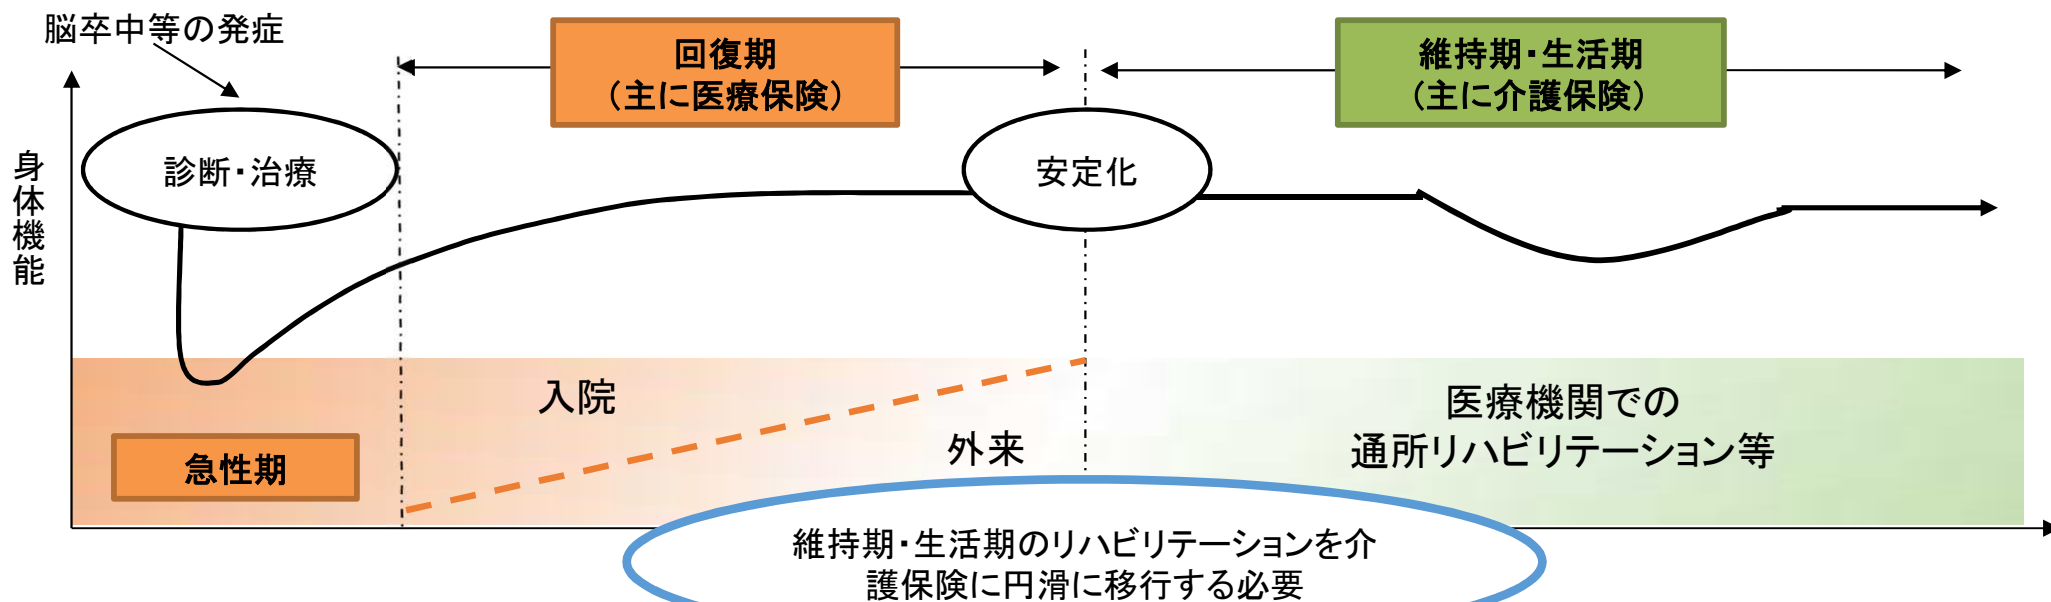 脳卒中等の発症
回復期
(主に医療保険)
維持期・生活期
(主に介護保険)
診断・治療
安定化
身体機能
入院
外来
急性期
医療機関での
通所リハビリテーション等
維持期・生活期のリハビリテーションを介
護保険に円滑に移行する必要